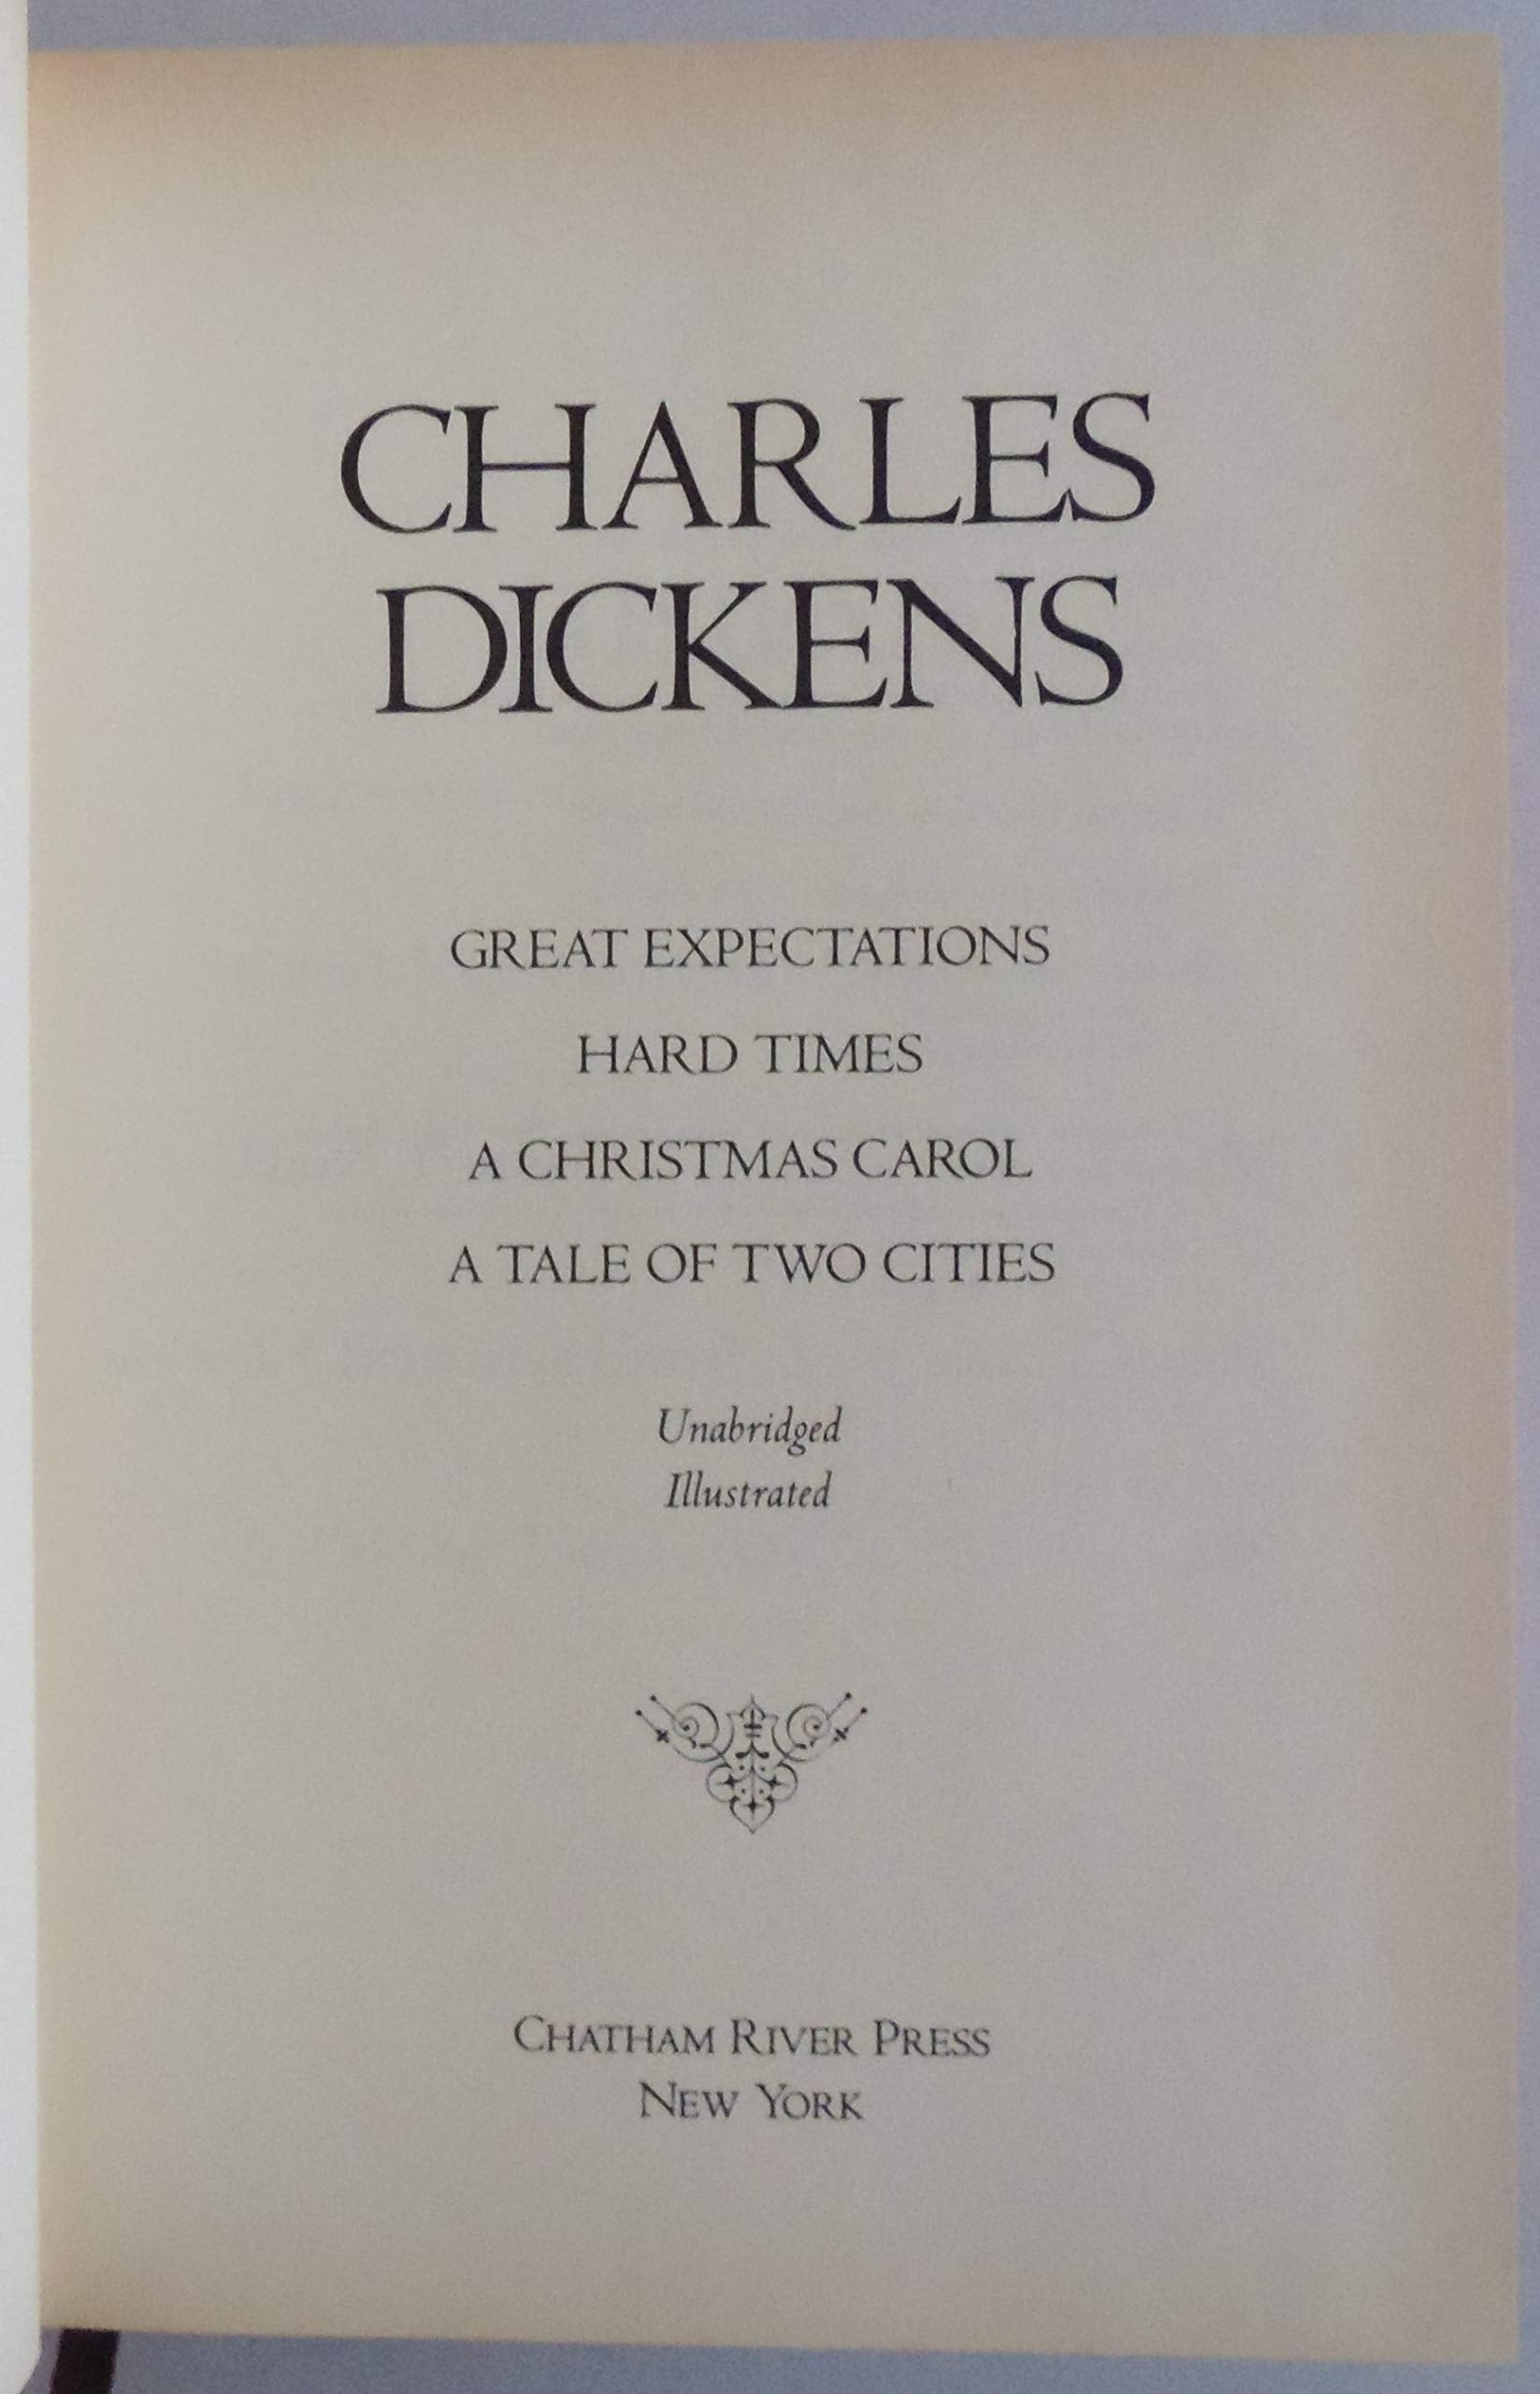 CHARLES
DICKENS
GREAT EXPECTATIONS
HARD TIMES
A CHRISTMAS CAROL
A TALE OF TWO CITIES
Unabridged
Illustrated
CHATHAM RIVER PRESS
NEW YORK